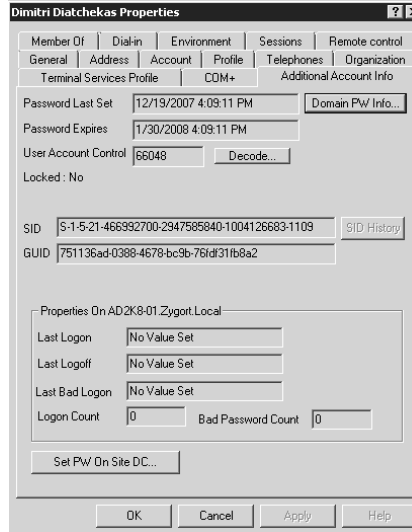 Dimitri Diatchekas Properties ?
Member Of Dial-in Environment Sessions Remote control
General Address Account Profile Telephones Organization
Terminal Services Profile COM+ Additional Account Info
Password Last Set 12/19/2007 4:09:11 PM Domain PW Info...
Password Expires 1/30/2008 4:09:11 PM
User Account Control 66048 Decode...
Locked : No
SID S-1-5-21-466992700-2947585840-1004126683-1109 SID History
GUID 751136ad-0388-4678-bc9b-76fdf31fb8a2
Properties On AD2K8-01.Zygort.Local
Last Logon No Value Set
Last Logoff No Value Set
Last Bad Logon No Value Set
Logon Count 0 Bad Password Count 0
Set PW On Site DC...
OK Cancel Apply Help